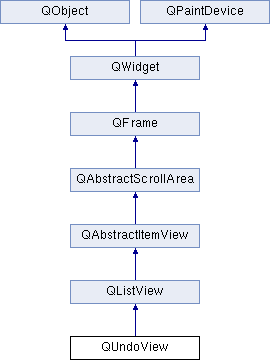 QObject QPaintDevice
QWidget
QFrame
QAbstractScrollArea
QAbstractItemView
QListView
QUndoView